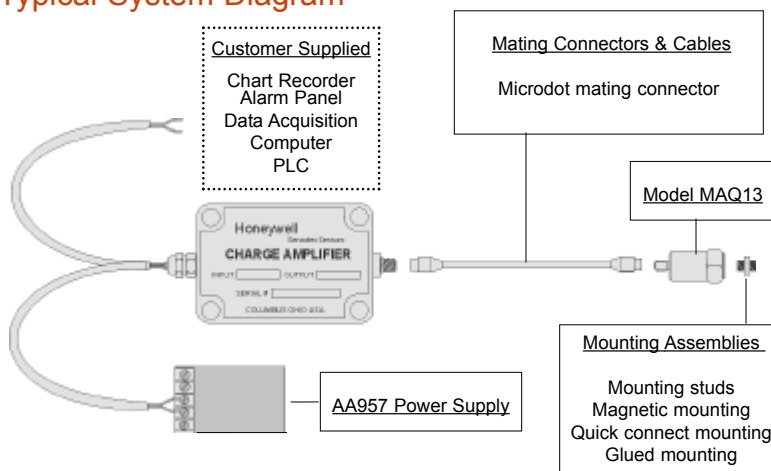 Typical System Diagram
Customer Supplied
Chart Recorder
Alarm Panel
Data Acquisition
Computer
PLC
Mating Connectors & Cables
Microdot mating connector
Model MAQ13
Honeywell
Sensotec Sensors
CHARGE AMPLIFIER
INPUT OUTPUT
SERIAL #
COLUMBUS OHIO USA
Mounting Assemblies
Mounting studs
Magnetic mounting
Quick connect mounting
Glued mounting
AA957 Power Supply